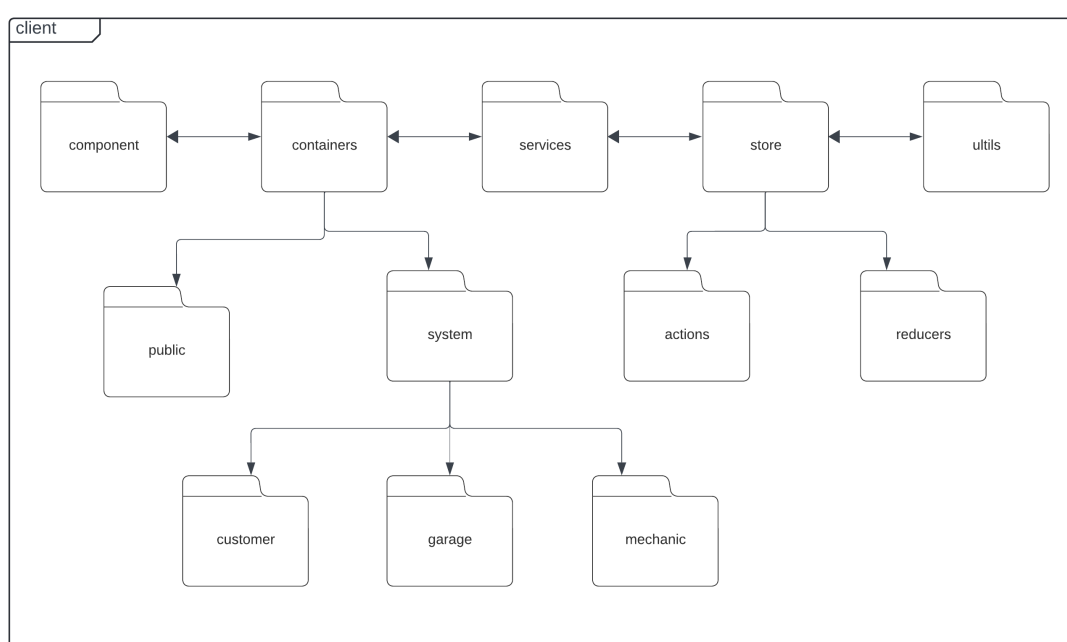 client
component
containers
services
store
ultils
public
system
actions
reducers
customer
garage
mechanic